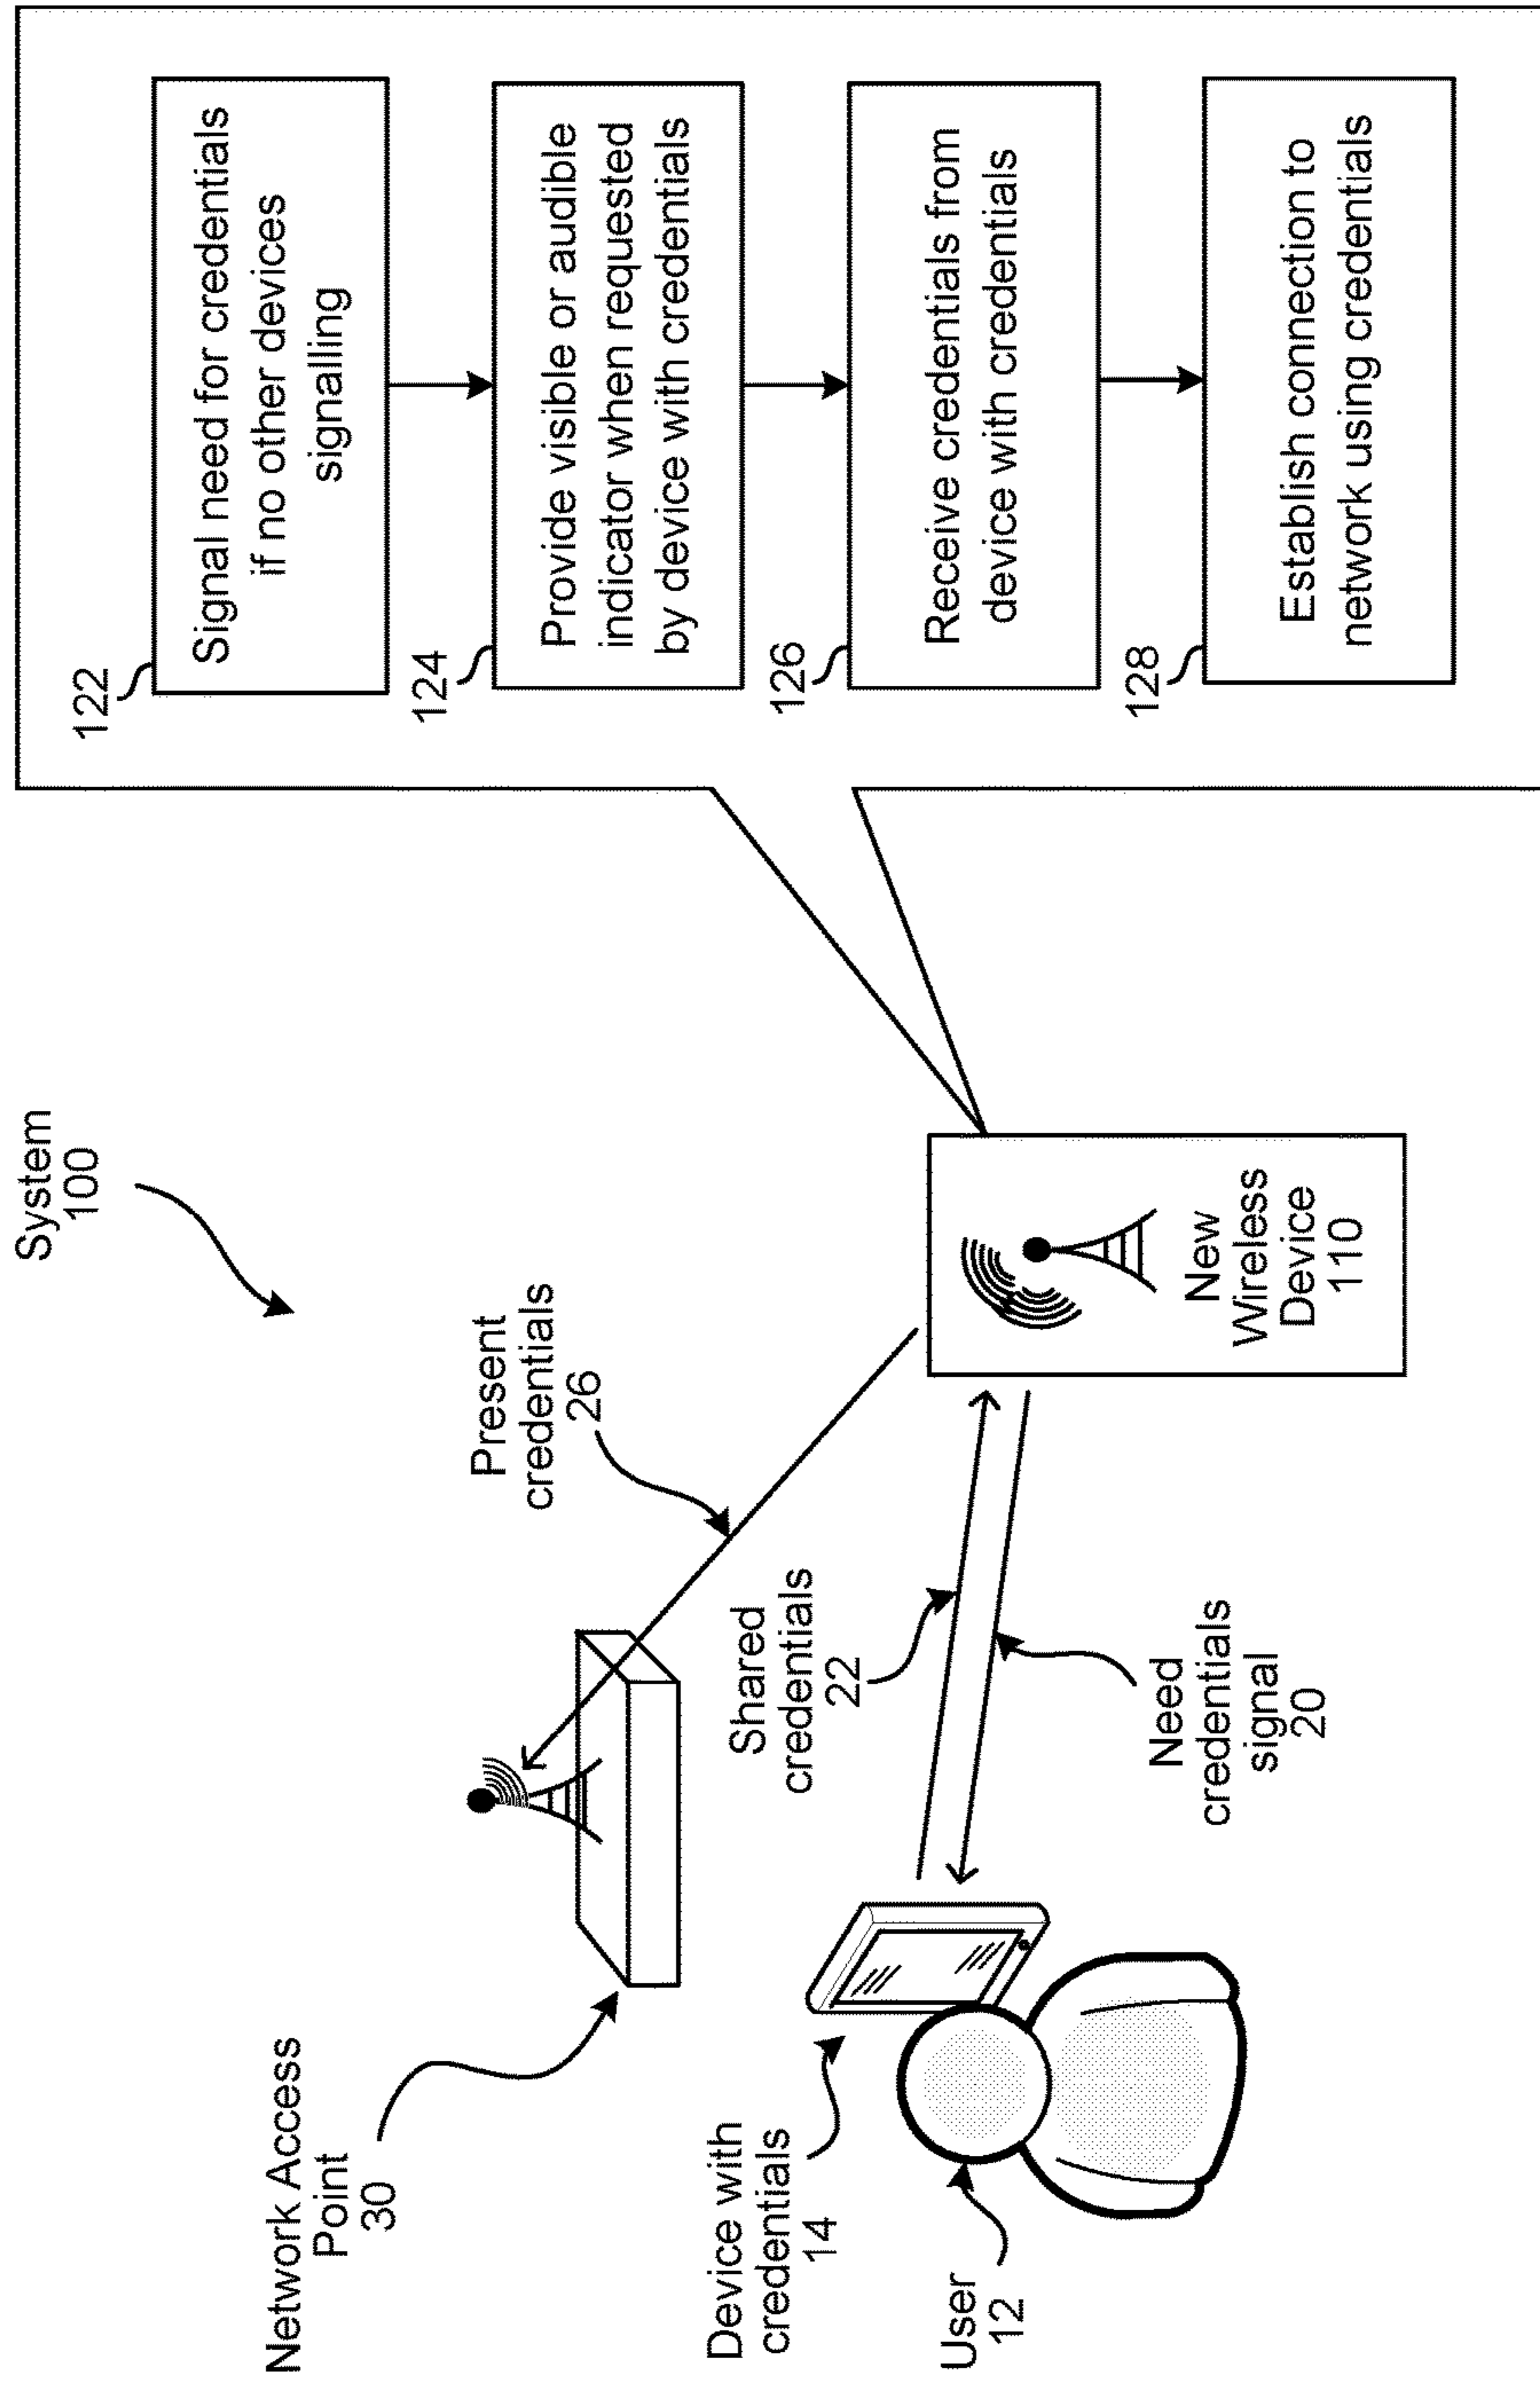 System
100
Network Access
Point
30
Present
credentials
26
Device with
credentials
14
Shared
credentials
22
User
12
Need
credentials
signal
20
New
Wireless
Device
110
122
Signal need for credentials
if no other devices
signalling
124
Provide visible or audible
indicator when requested
by device with credentials
126
Receive credentials from
device with credentials
128
Establish connection to
network using credentials